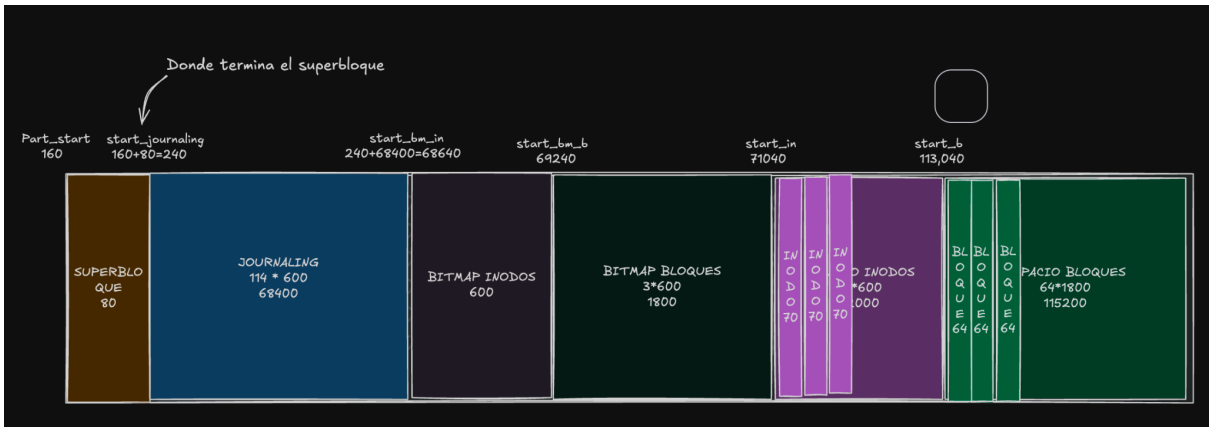 Donde termina el superbloque
Part_start
160
start_journaling
160+80=240
start_bm_in
240+68400=68640
start_bm_b
69240
start_in
71040
start_b
113,040
SUPERBLO
QUE
80
JOURNALING
114 * 600
68400
BITMAP INODOS
600
BITMAP BLOQUES
3*600
1800
IN
O
D
O
70
IN
O
D
O
70
IN
O
D
O
70
O INODOS
*600
000
BL
O
Q
U
E
64
BL
O
Q
U
E
64
BL
O
Q
U
E
64
PACIO BLOQUES
64*1800
115200